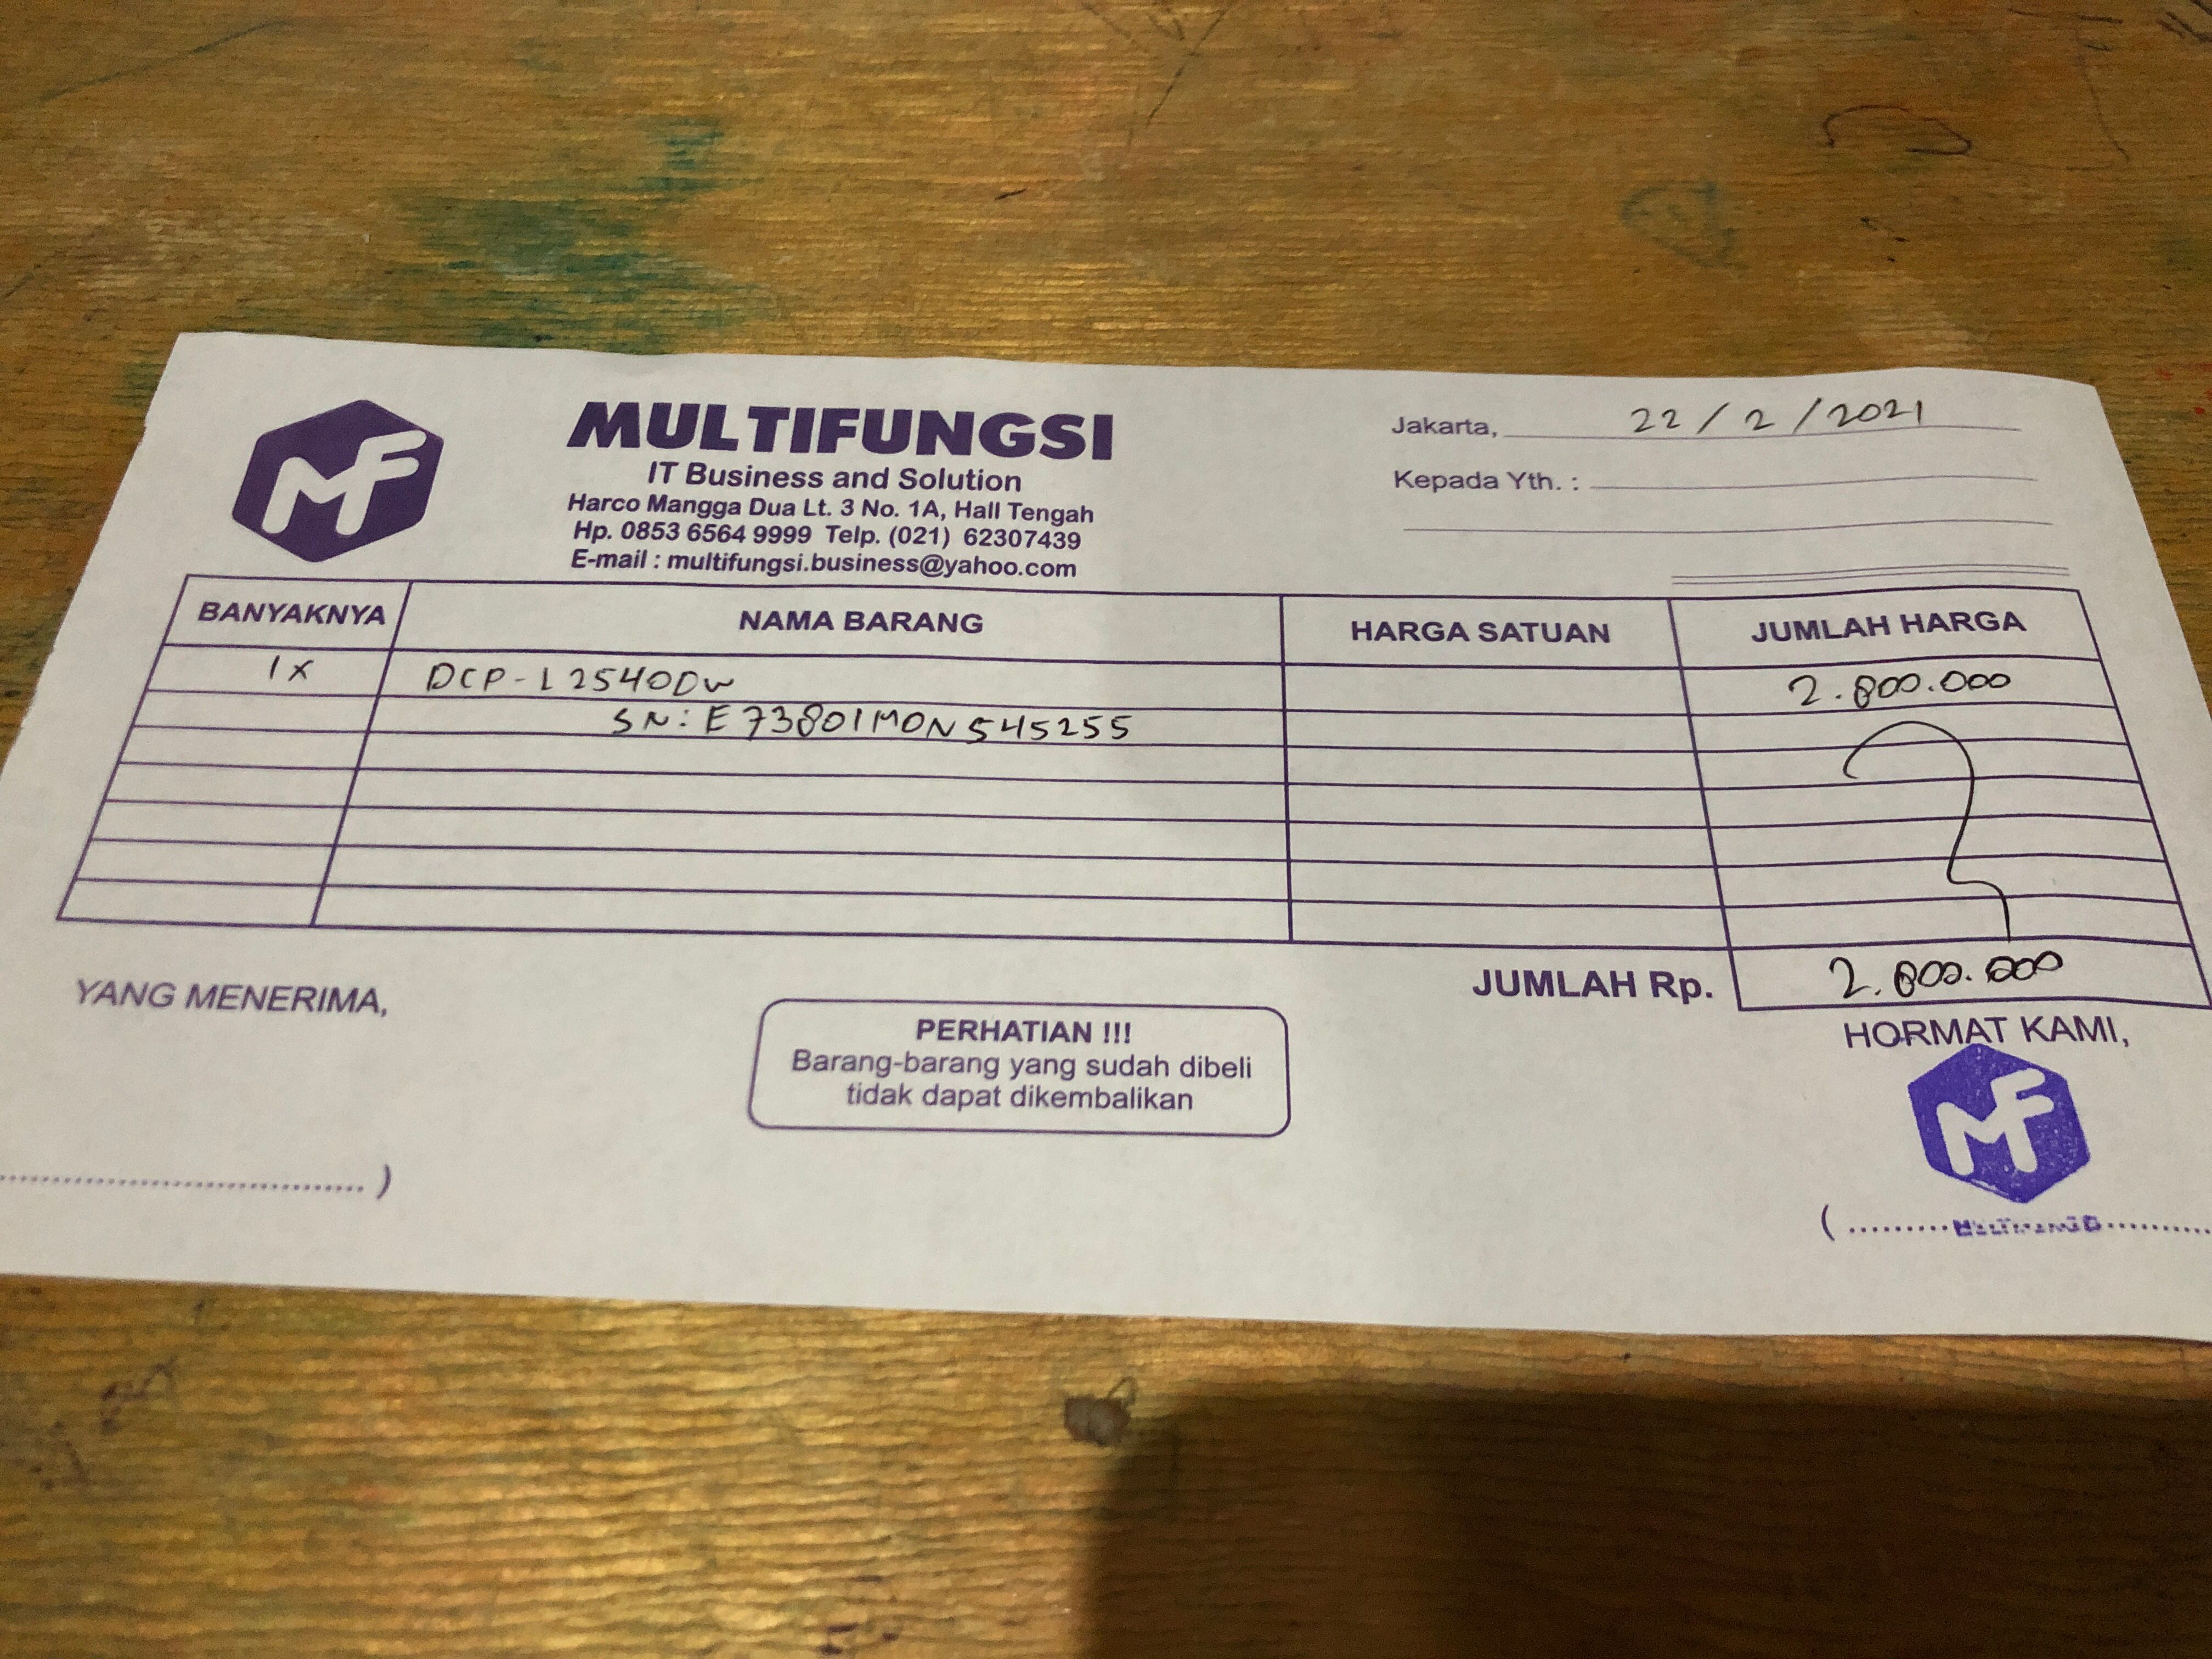 MF
MULTIFUNGSI
IT Business and Solution
Harco Mangga Dua Lt. 3 No. 1A, Hall Tengah
Hp. 0853 6564 9999 Telp. (021) 62307439
E-mail : multifungsi.business@yahoo.com
Jakarta, 22 / 2 / 2021
Kepada Yth. :
BANYAKNYA NAMA BARANG HARGA SATUAN JUMLAH HARGA
1X DCP-L2540DW 2.800.000
SN: E73801M0N545255
JUMLAH Rp. 2.800.000
YANG MENERIMA,
PERHATIAN !!!
Barang-barang yang sudah dibeli
tidak dapat dikembalikan
HORMAT KAMI,
MF
.................................... )
( ..........................